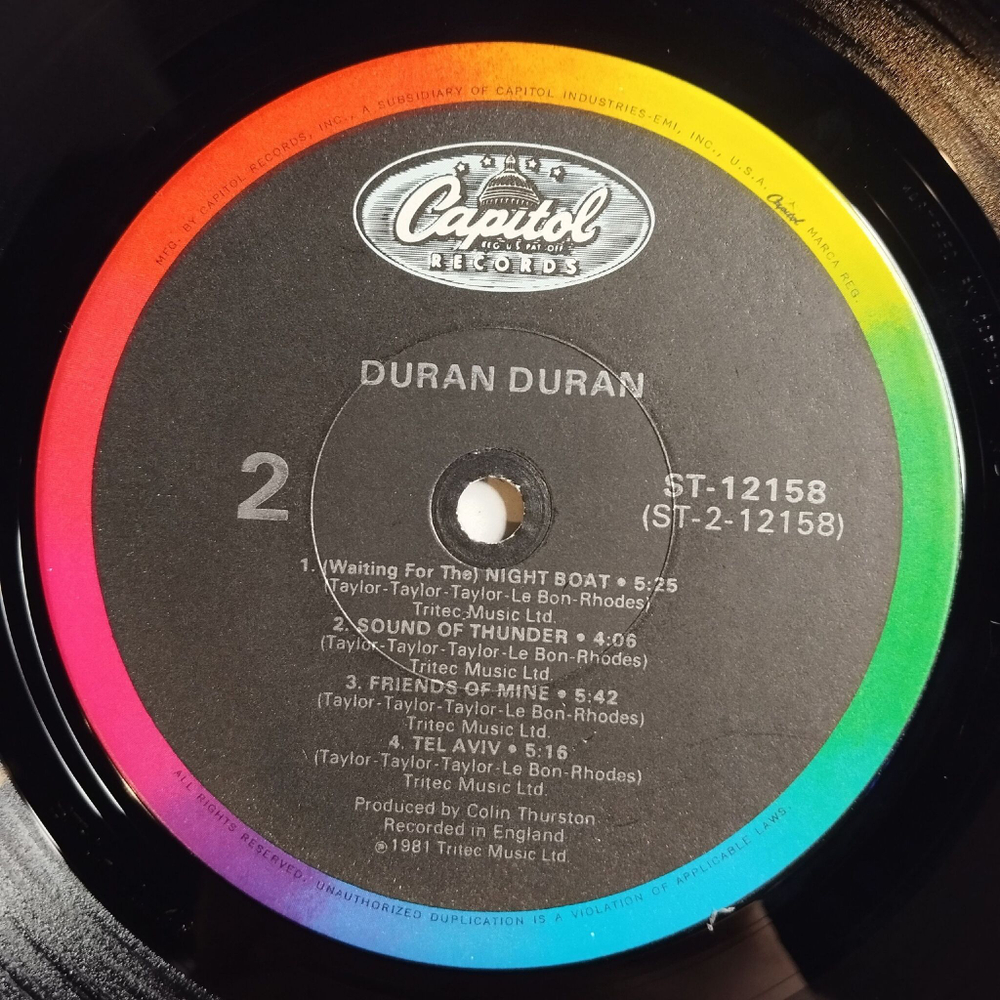 MFG. BY CAPITOL RECORDS, INC., A SUBSIDIARY OF CAPITOL INDUSTRIES-EMI, INC., U.S.A. Capitol MARCA REG.
Capitol
REG. U.S. PAT. OFF.
RECORDS
DURAN DURAN
2
ST-12158
(ST-2-12158)
1. (Waiting For The) NIGHT BOAT • 5:25
(Taylor-Taylor-Taylor-Le Bon-Rhodes)
Tritec Music Ltd.
2. SOUND OF THUNDER • 4:06
(Taylor-Taylor-Taylor-Le Bon-Rhodes)
Tritec Music Ltd.
3. FRIENDS OF MINE • 5:42
(Taylor-Taylor-Taylor-Le Bon-Rhodes)
Tritec Music Ltd.
4. TEL AVIV • 5:16
(Taylor-Taylor-Taylor-Le Bon-Rhodes)
Tritec Music Ltd.
Produced by Colin Thurston
Recorded in England
℗1981 Tritec Music Ltd.
ALL RIGHTS RESERVED. UNAUTHORIZED DUPLICATION IS A VIOLATION OF APPLICABLE LAWS.